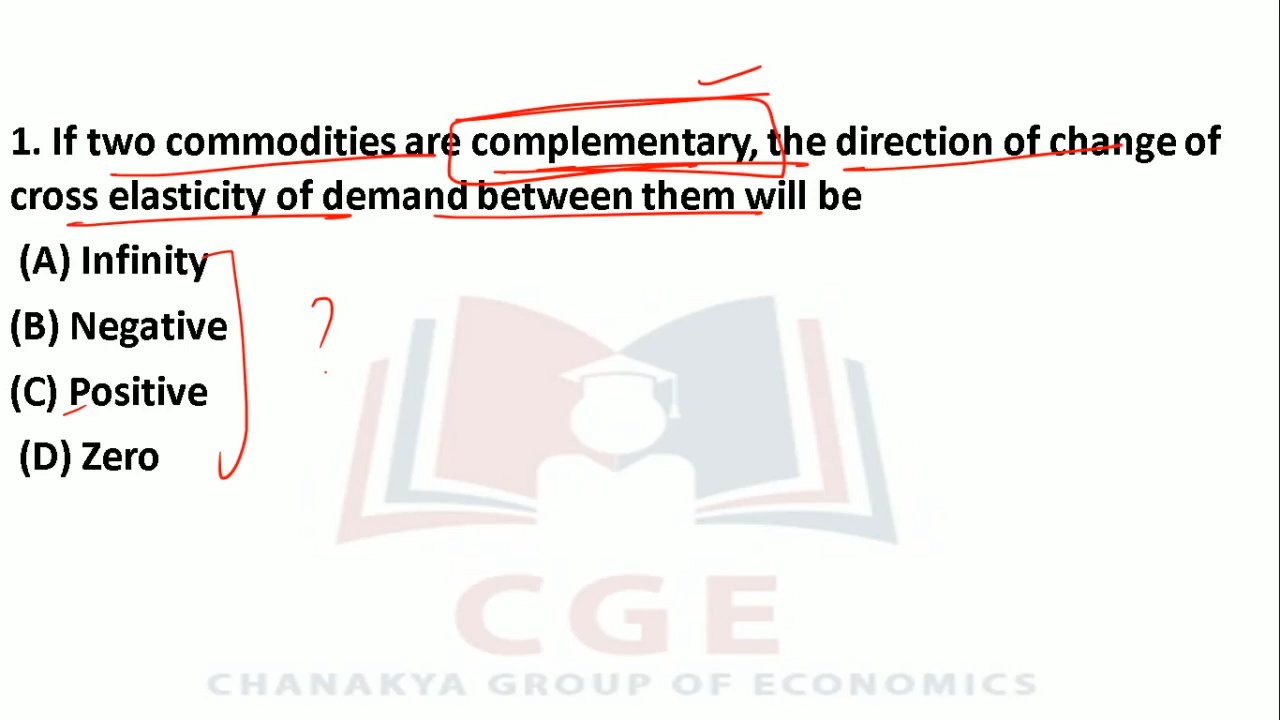 1. If two commodities are complementary, the direction of change of
cross elasticity of demand between them will be
(A) Infinity
(B) Negative
(C) Positive
(D) Zero
?
CGE
CHANAKYA GROUP OF ECONOMICS